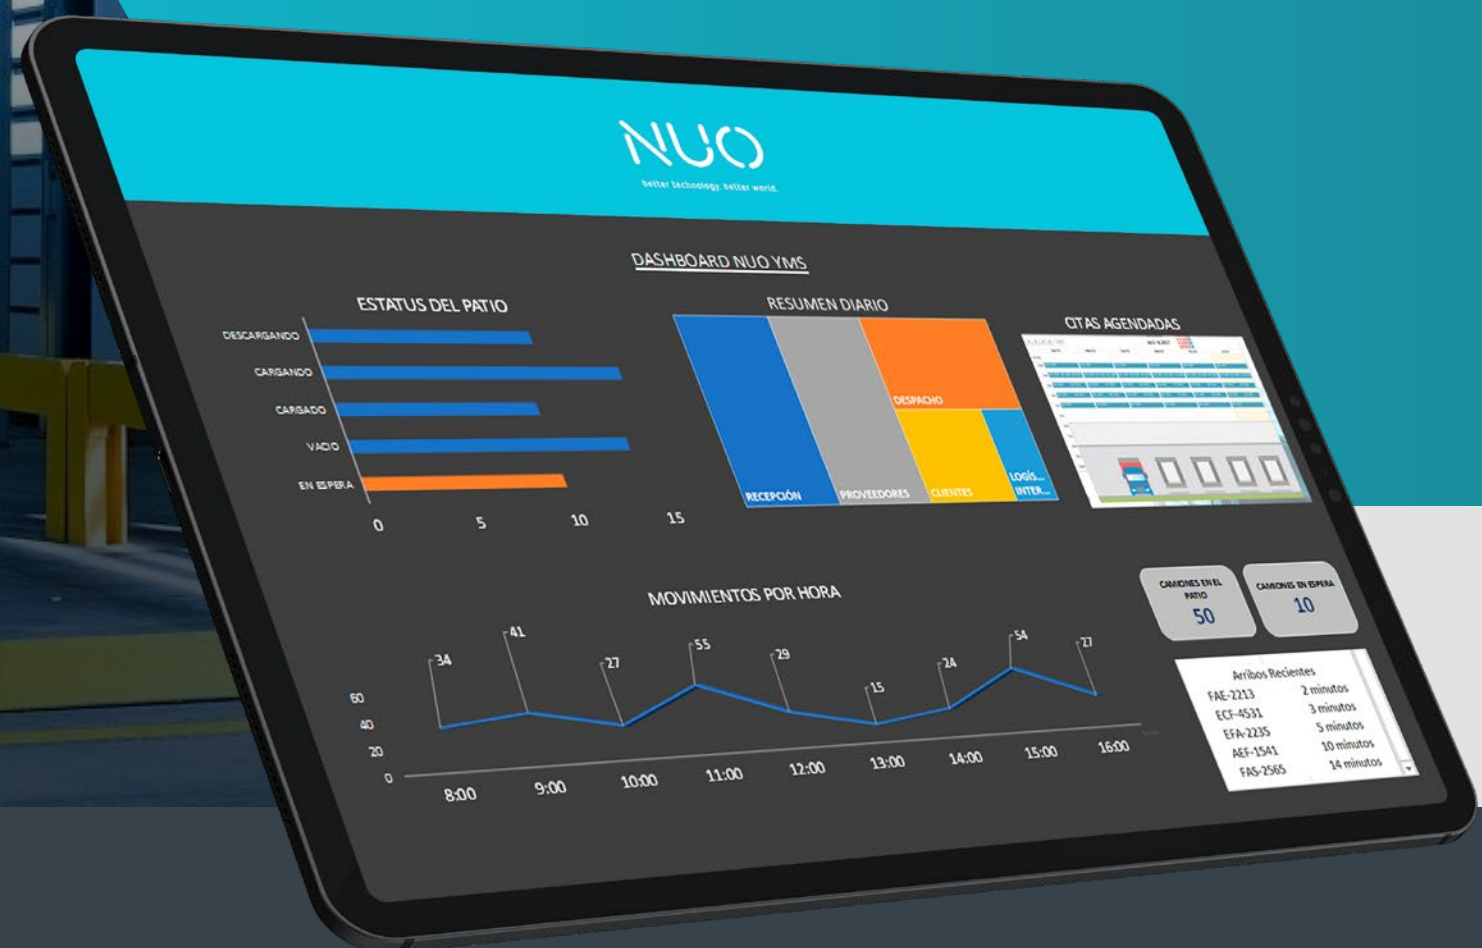 NUO
better technology. better world.
DASHBOARD NUO YMS
ESTATUS DEL PATIO
DESCARGANDO
CARGANDO
CARGADO
VACIO
EN ESPERA
0 5 10 15
RESUMEN DIARIO
RECEPCIÓN
PROVEEDORES
DESPACHO
CLIENTES
LOGÍS...
INTER...
CITAS AGENDADAS
MOVIMIENTOS POR HORA
34 41 27 55 29 15 24 54 27
60
40
20
0
8:00 9:00 10:00 11:00 12:00 13:00 14:00 15:00 16:00
CAMIONES EN EL
PATIO
50
CAMIONES EN ESPERA
10
Arribos Recientes
FAE-2213 2 minutos
ECF-4531 3 minutos
EFA-2235 5 minutos
AEF-1541 10 minutos
FAS-2565 14 minutos